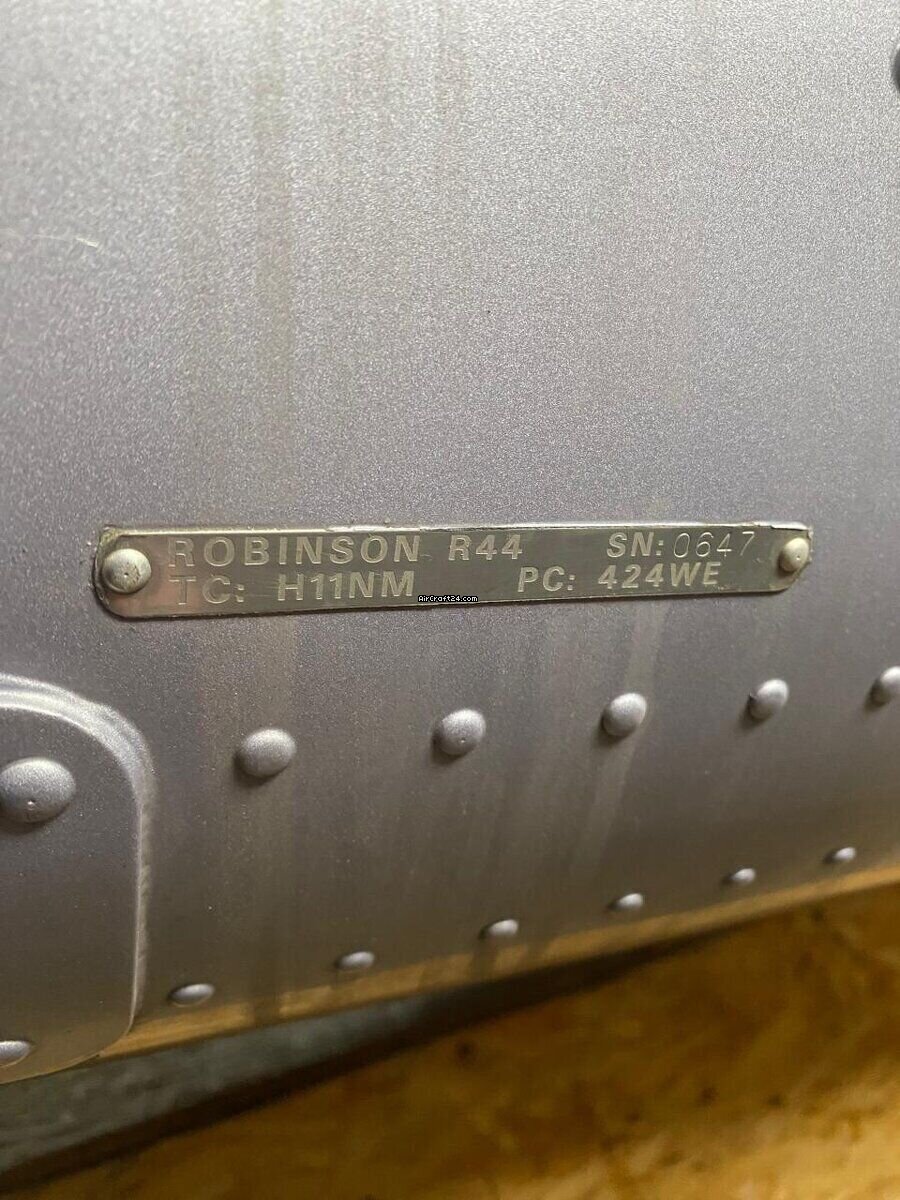 ROBINSON R44 SN: 0647
TC: H11NM PC: 424WE
AirCraft24.com